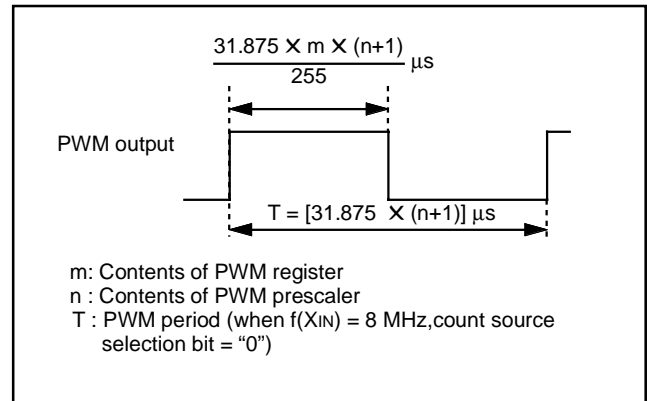 31.875 × m × (n+1)
255
μs
PWM output
T = [31.875 × (n+1)] μs
m: Contents of PWM register
n : Contents of PWM prescaler
T : PWM period (when f(XIN) = 8 MHz,count source
selection bit = “0”)